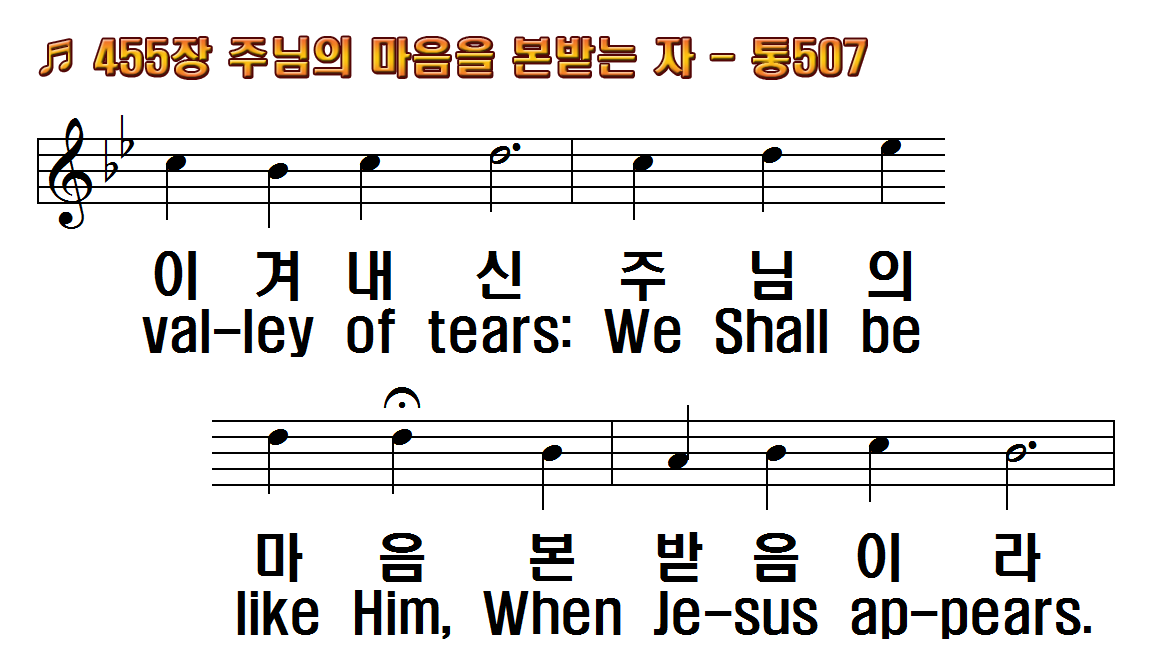 ♬ 455장 주님의 마음을 본받는 자 - 통507
이 겨 내 신 주 님 의
val-ley of tears: We Shall be
마 음 본 받 음 이 라
like Him, When Je-sus ap-pears.